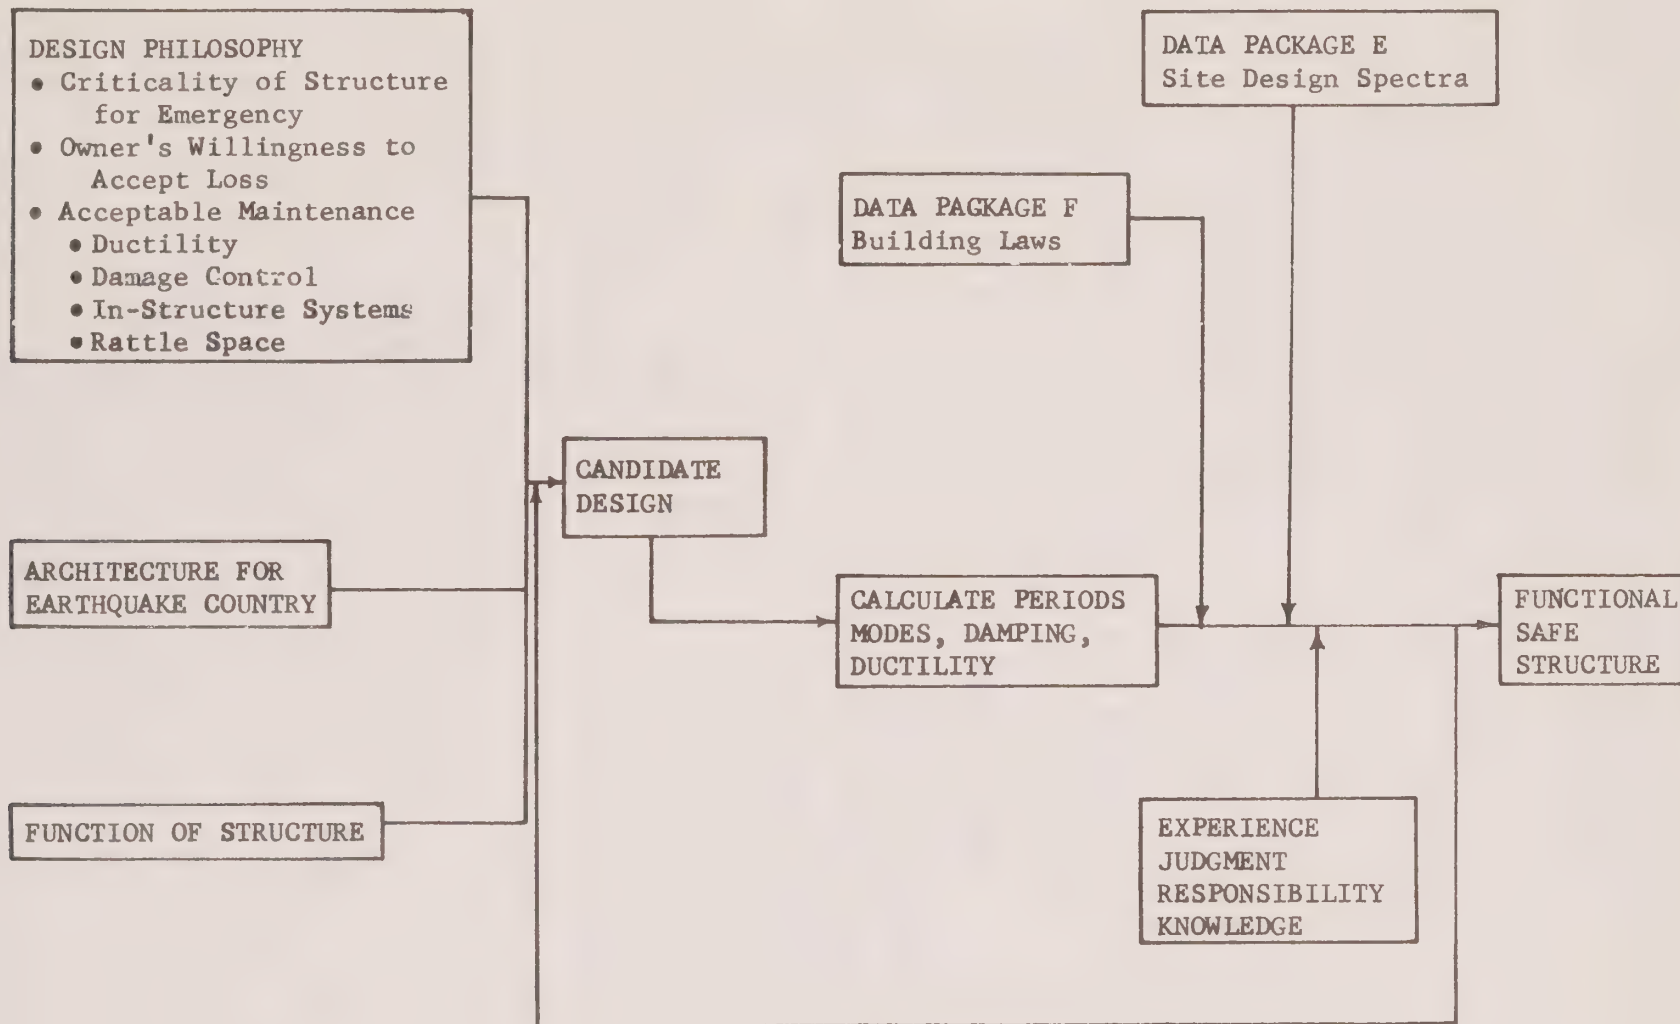 DESIGN PHILOSOPHY
• Criticality of Structure
for Emergency
• Owner's Willingness to
Accept Loss
• Acceptable Maintenance
• Ductility
• Damage Control
• In-Structure Systems
• Rattle Space
DATA PACKAGE E
Site Design Spectra
DATA PACKAGE F
Building Laws
CANDIDATE
DESIGN
ARCHITECTURE FOR
EARTHQUAKE COUNTRY
CALCULATE PERIODS
MODES, DAMPING,
DUCTILITY
FUNCTIONAL
SAFE
STRUCTURE
FUNCTION OF STRUCTURE
EXPERIENCE
JUDGMENT
RESPONSIBILITY
KNOWLEDGE